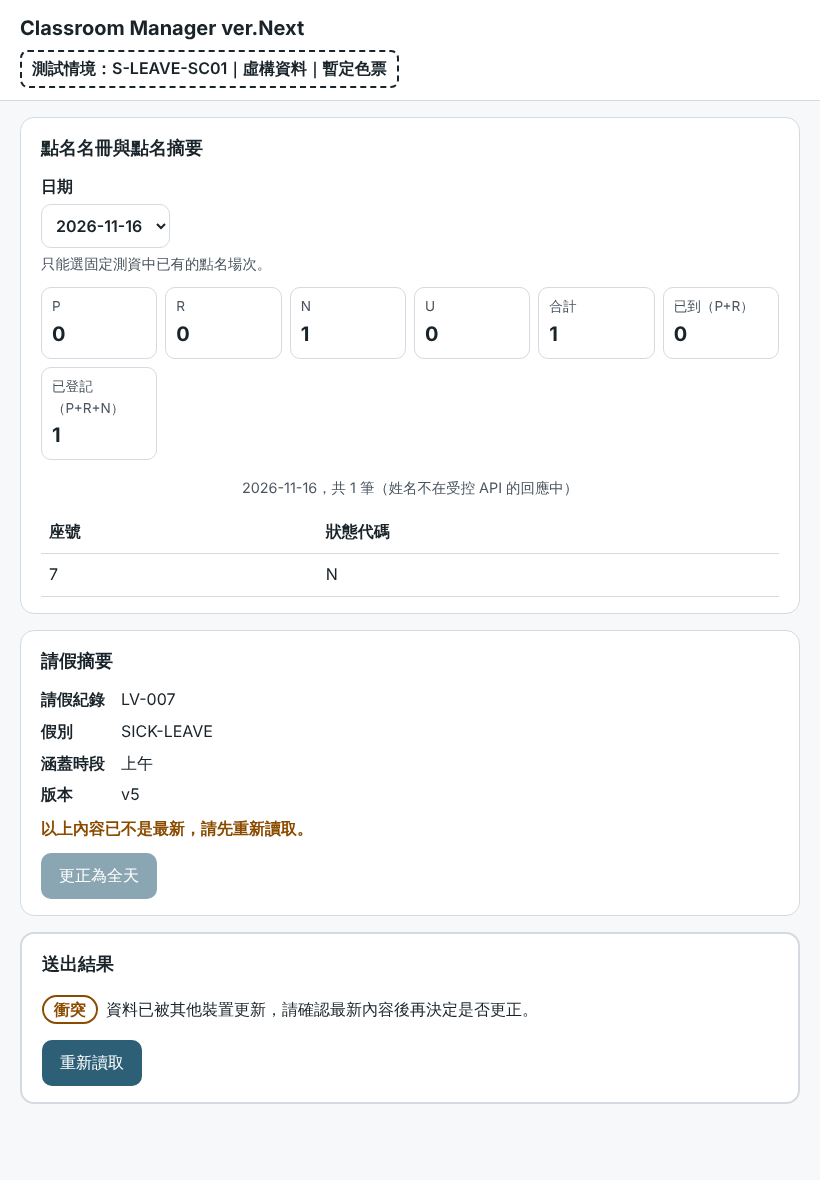 Classroom Manager ver.Next
測試情境：S-LEAVE-SC01｜虛構資料｜暫定色票
點名名冊與點名摘要
日期
2026-11-16
只能選固定測資中已有的點名場次。
P
0
R
0
N
1
U
0
合計
1
已到（P+R）
0
已登記
（P+R+N）
1
2026-11-16，共 1 筆（姓名不在受控 API 的回應中）
座號 狀態代碼
7 N
請假摘要
請假紀錄 LV-007
假別 SICK-LEAVE
涵蓋時段 上午
版本 v5
以上內容已不是最新，請先重新讀取。
更正為全天
送出結果
衝突 資料已被其他裝置更新，請確認最新內容後再決定是否更正。
重新讀取